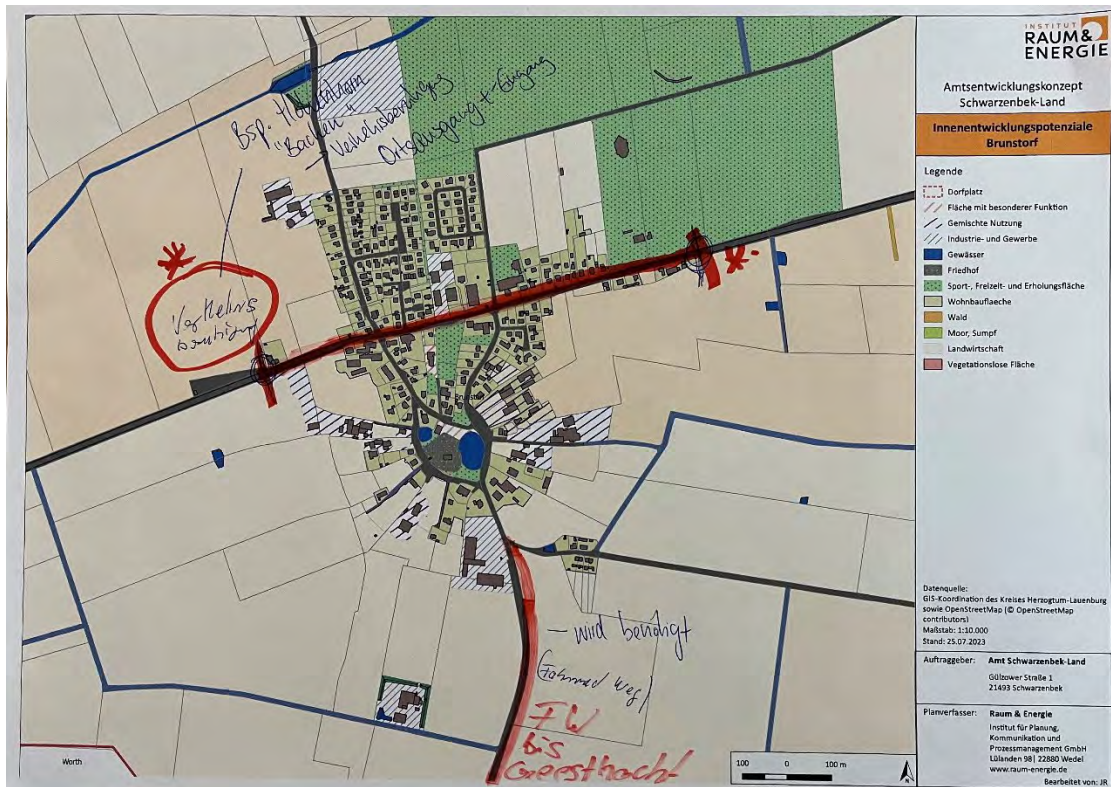 INSTITUT
RAUM &
ENERGIE
Amtsentwicklungskonzept
Schwarzenbek-Land
Innenentwicklungspotenziale
Brunstorf
Legende
Dorfplatz
Fläche mit besonderer Funktion
Gemischte Nutzung
Industrie- und Gewerbe
Gewässer
Friedhof
Sport-, Freizeit- und Erholungsfläche
Wohnbauflaeche
Wald
Moor, Sumpf
Landwirtschaft
Vegetationslose Fläche
Datenquelle:
GIS-Koordination des Kreises Herzogtum-Lauenburg
sowie OpenStreetMap (© OpenStreetMap
contributors)
Maßstab: 1:10.000
Stand: 25.07.2023
Auftraggeber: Amt Schwarzenbek-Land
Gülzower Straße 1
21493 Schwarzenbek
Planverfasser: Raum & Energie
Institut für Planung,
Kommunikation und
Prozessmanagement GmbH
Lülanden 98| 22880 Wedel
www.raum-energie.de
Bearbeitet von: JR
Bsp.
"Backen"
Ortsausgang + Eingang
Verkehrs
- wird benötigt
(Fahrrad Weg)
FW
bis
Geesthacht
Worth
100 0 100 m
N